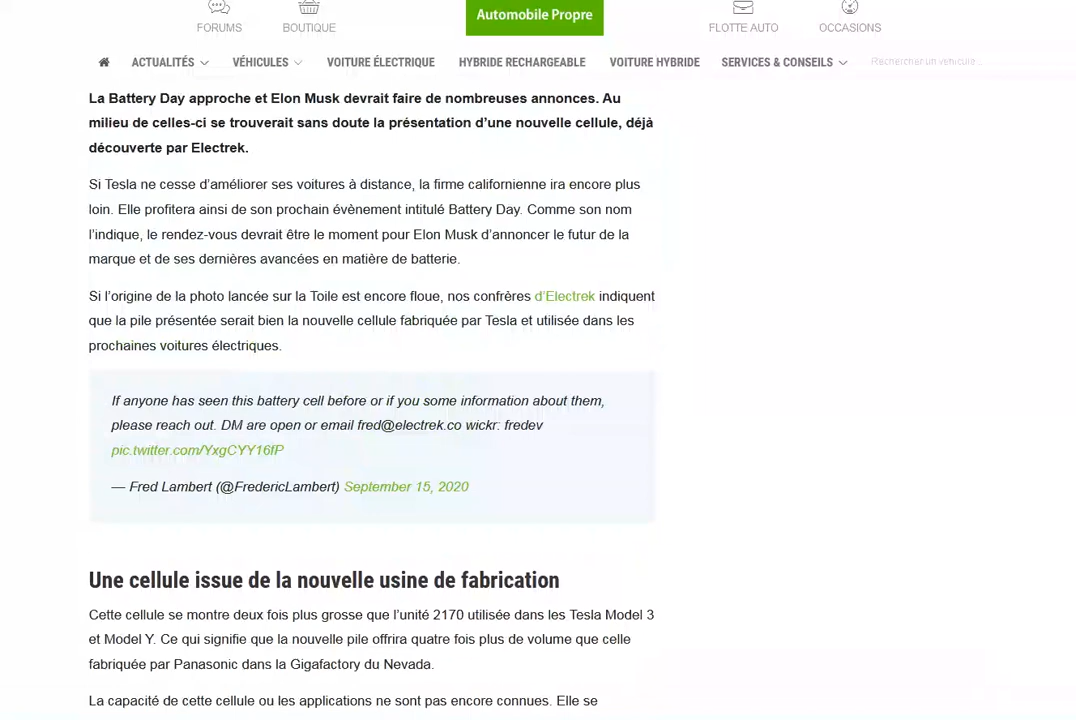 FORUMS
BOUTIQUE
Automobile Propre
FLOTTE AUTO
OCCASIONS
ACTUALITÉS
VÉHICULES
VOITURE ÉLECTRIQUE
HYBRIDE RECHARGEABLE
VOITURE HYBRIDE
SERVICES & CONSEILS
Rechercher un véhicule...
La Battery Day approche et Elon Musk devrait faire de nombreuses annonces. Au
milieu de celles-ci se trouverait sans doute la présentation d’une nouvelle cellule, déjà
découverte par Electrek.
Si Tesla ne cesse d’améliorer ses voitures à distance, la firme californienne ira encore plus
loin. Elle profitera ainsi de son prochain évènement intitulé Battery Day. Comme son nom
l’indique, le rendez-vous devrait être le moment pour Elon Musk d’annoncer le futur de la
marque et de ses dernières avancées en matière de batterie.
Si l’origine de la photo lancée sur la Toile est encore floue, nos confrères d’Electrek indiquent
que la pile présentée serait bien la nouvelle cellule fabriquée par Tesla et utilisée dans les
prochaines voitures électriques.
If anyone has seen this battery cell before or if you some information about them,
please reach out. DM are open or email fred@electrek.co wickr: fredev
pic.twitter.com/YxgCYY16fP
— Fred Lambert (@FredericLambert) September 15, 2020
Une cellule issue de la nouvelle usine de fabrication
Cette cellule se montre deux fois plus grosse que l’unité 2170 utilisée dans les Tesla Model 3
et Model Y. Ce qui signifie que la nouvelle pile offrira quatre fois plus de volume que celle
fabriquée par Panasonic dans la Gigafactory du Nevada.
La capacité de cette cellule ou les applications ne sont pas encore connues. Elle se